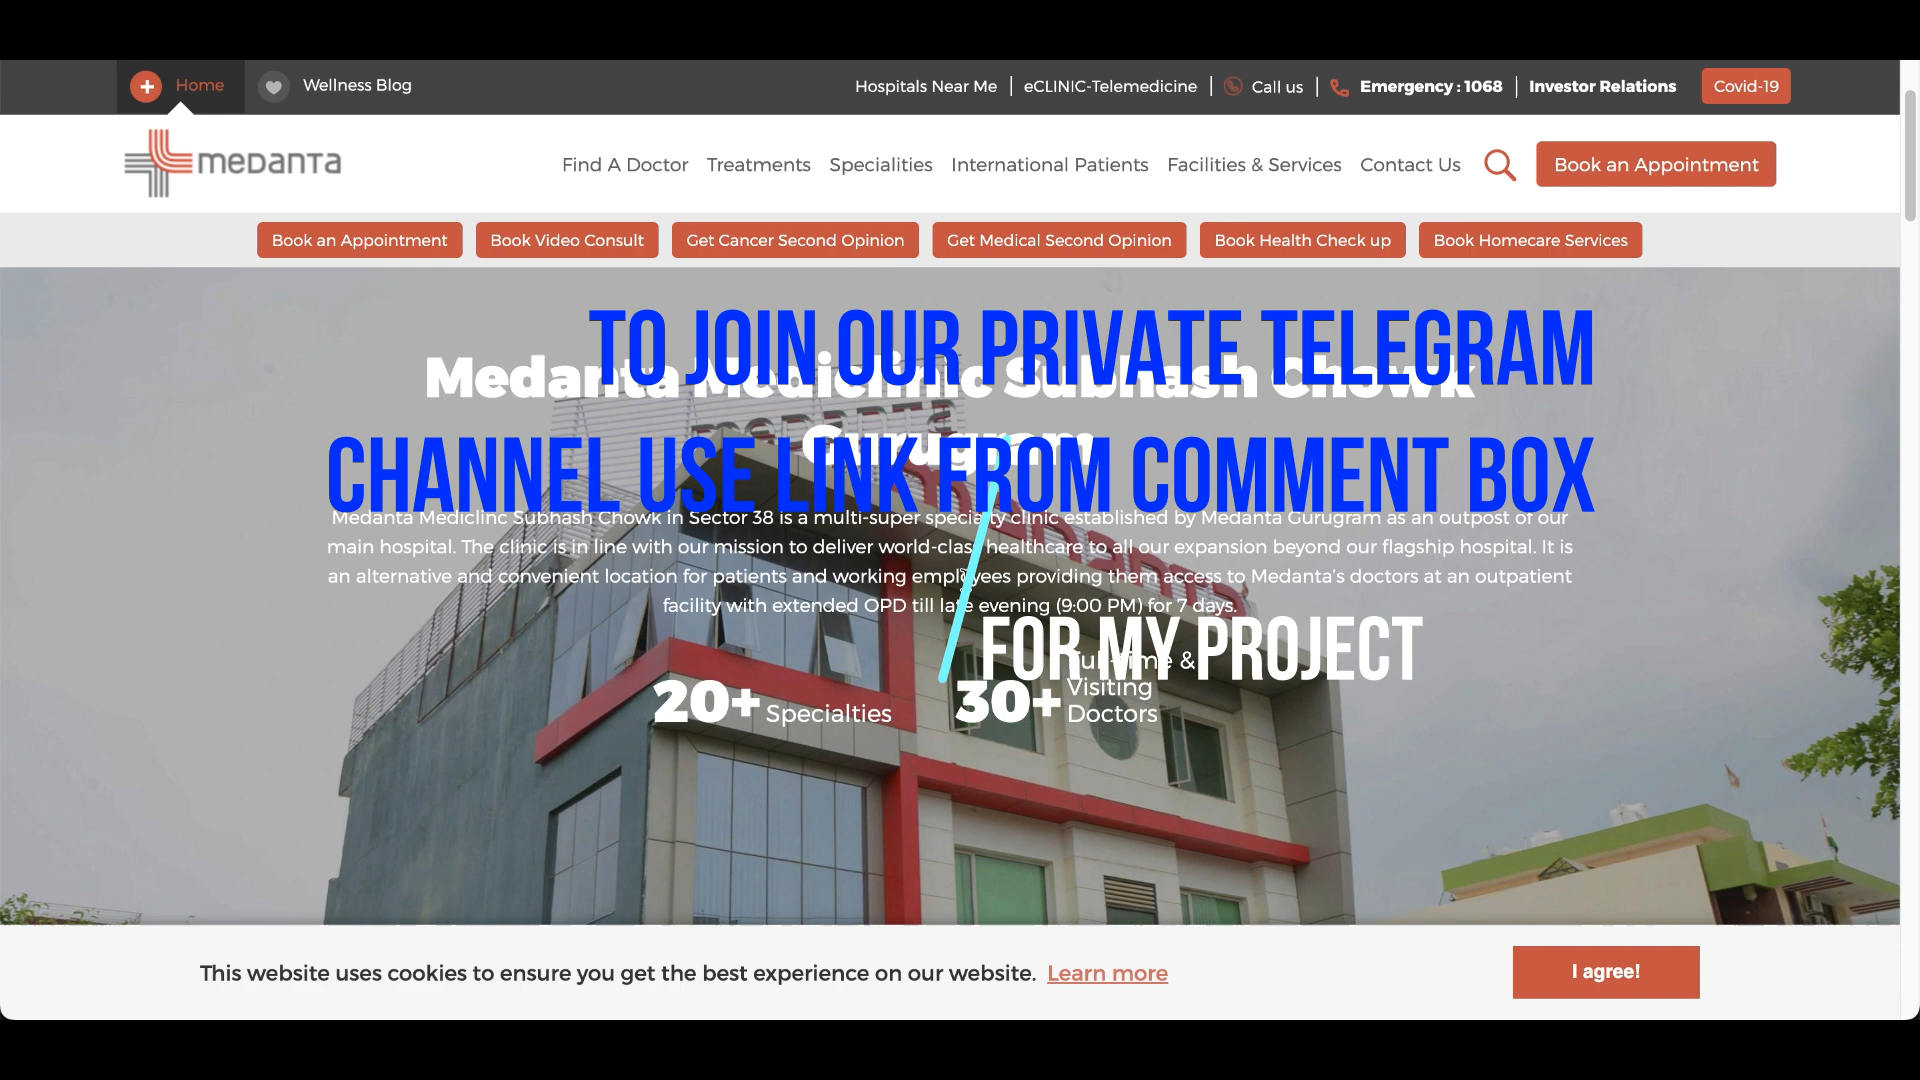 Home
Wellness Blog
Hospitals Near Me
eCLINIC-Telemedicine
Call us
Emergency : 1068
Investor Relations
Covid-19
medanta
Find A Doctor
Treatments
Specialities
International Patients
Facilities & Services
Contact Us
Book an Appointment
Book an Appointment
Book Video Consult
Get Cancer Second Opinion
Get Medical Second Opinion
Book Health Check up
Book Homecare Services
TO JOIN OUR PRIVATE TELEGRAM
CHANNEL USE LINK FROM COMMENT BOX
Medanta Mediclinic Subhash Chowk
Gurugram
Medanta Mediclinc Subhash Chowk in Sector 38 is a multi-super specialty clinic established by Medanta Gurugram as an outpost of our
main hospital. The clinic is in line with our mission to deliver world-class healthcare to all our expansion beyond our flagship hospital. It is
an alternative and convenient location for patients and working employees providing them access to Medanta's doctors at an outpatient
facility with extended OPD till late evening (9:00 PM) for 7 days.
FOR MY PROJECT
20+ Specialties
30+ Full-Time &
Visiting
Doctors
medanta
This website uses cookies to ensure you get the best experience on our website. Learn more
I agree!